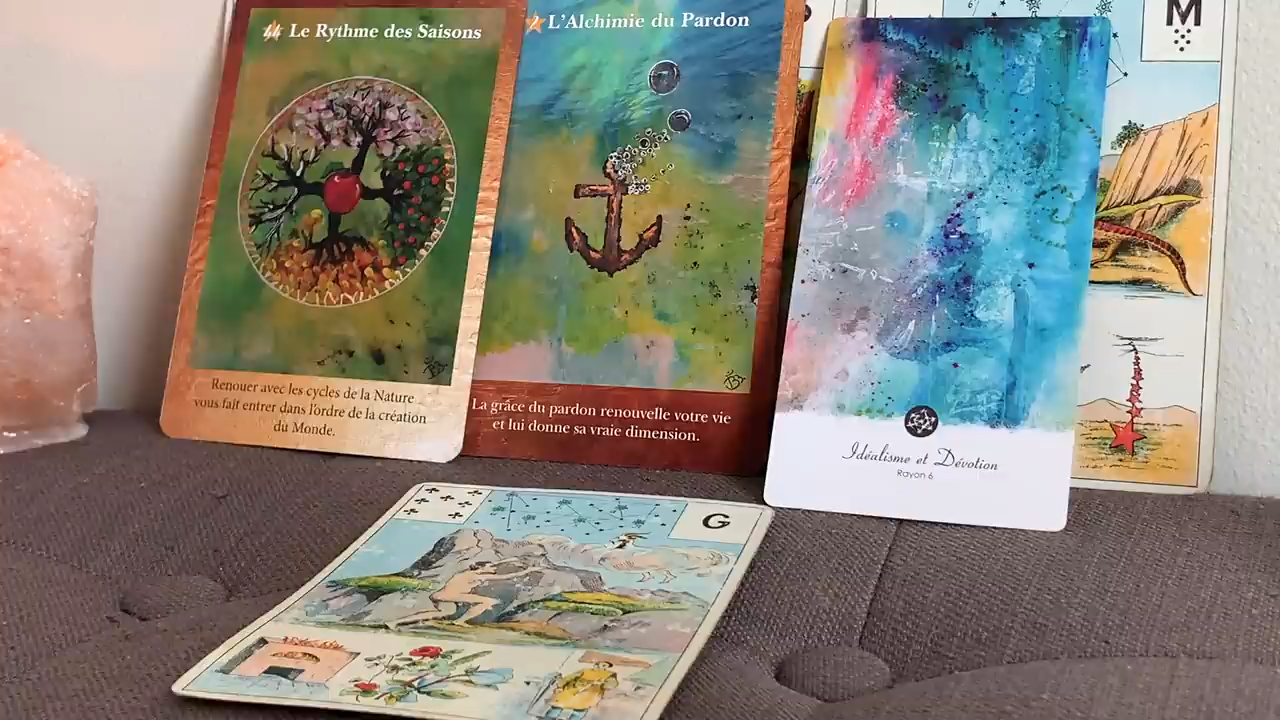 44 Le Rythme des Saisons
Renouer avec les cycles de la Nature
vous fait entrer dans l'ordre de la création
du Monde.
2 L'Alchimie du Pardon
La grâce du pardon renouvelle votre vie
et lui donne sa vraie dimension.
Idéalisme et Dévotion
Rayon 6
M
G